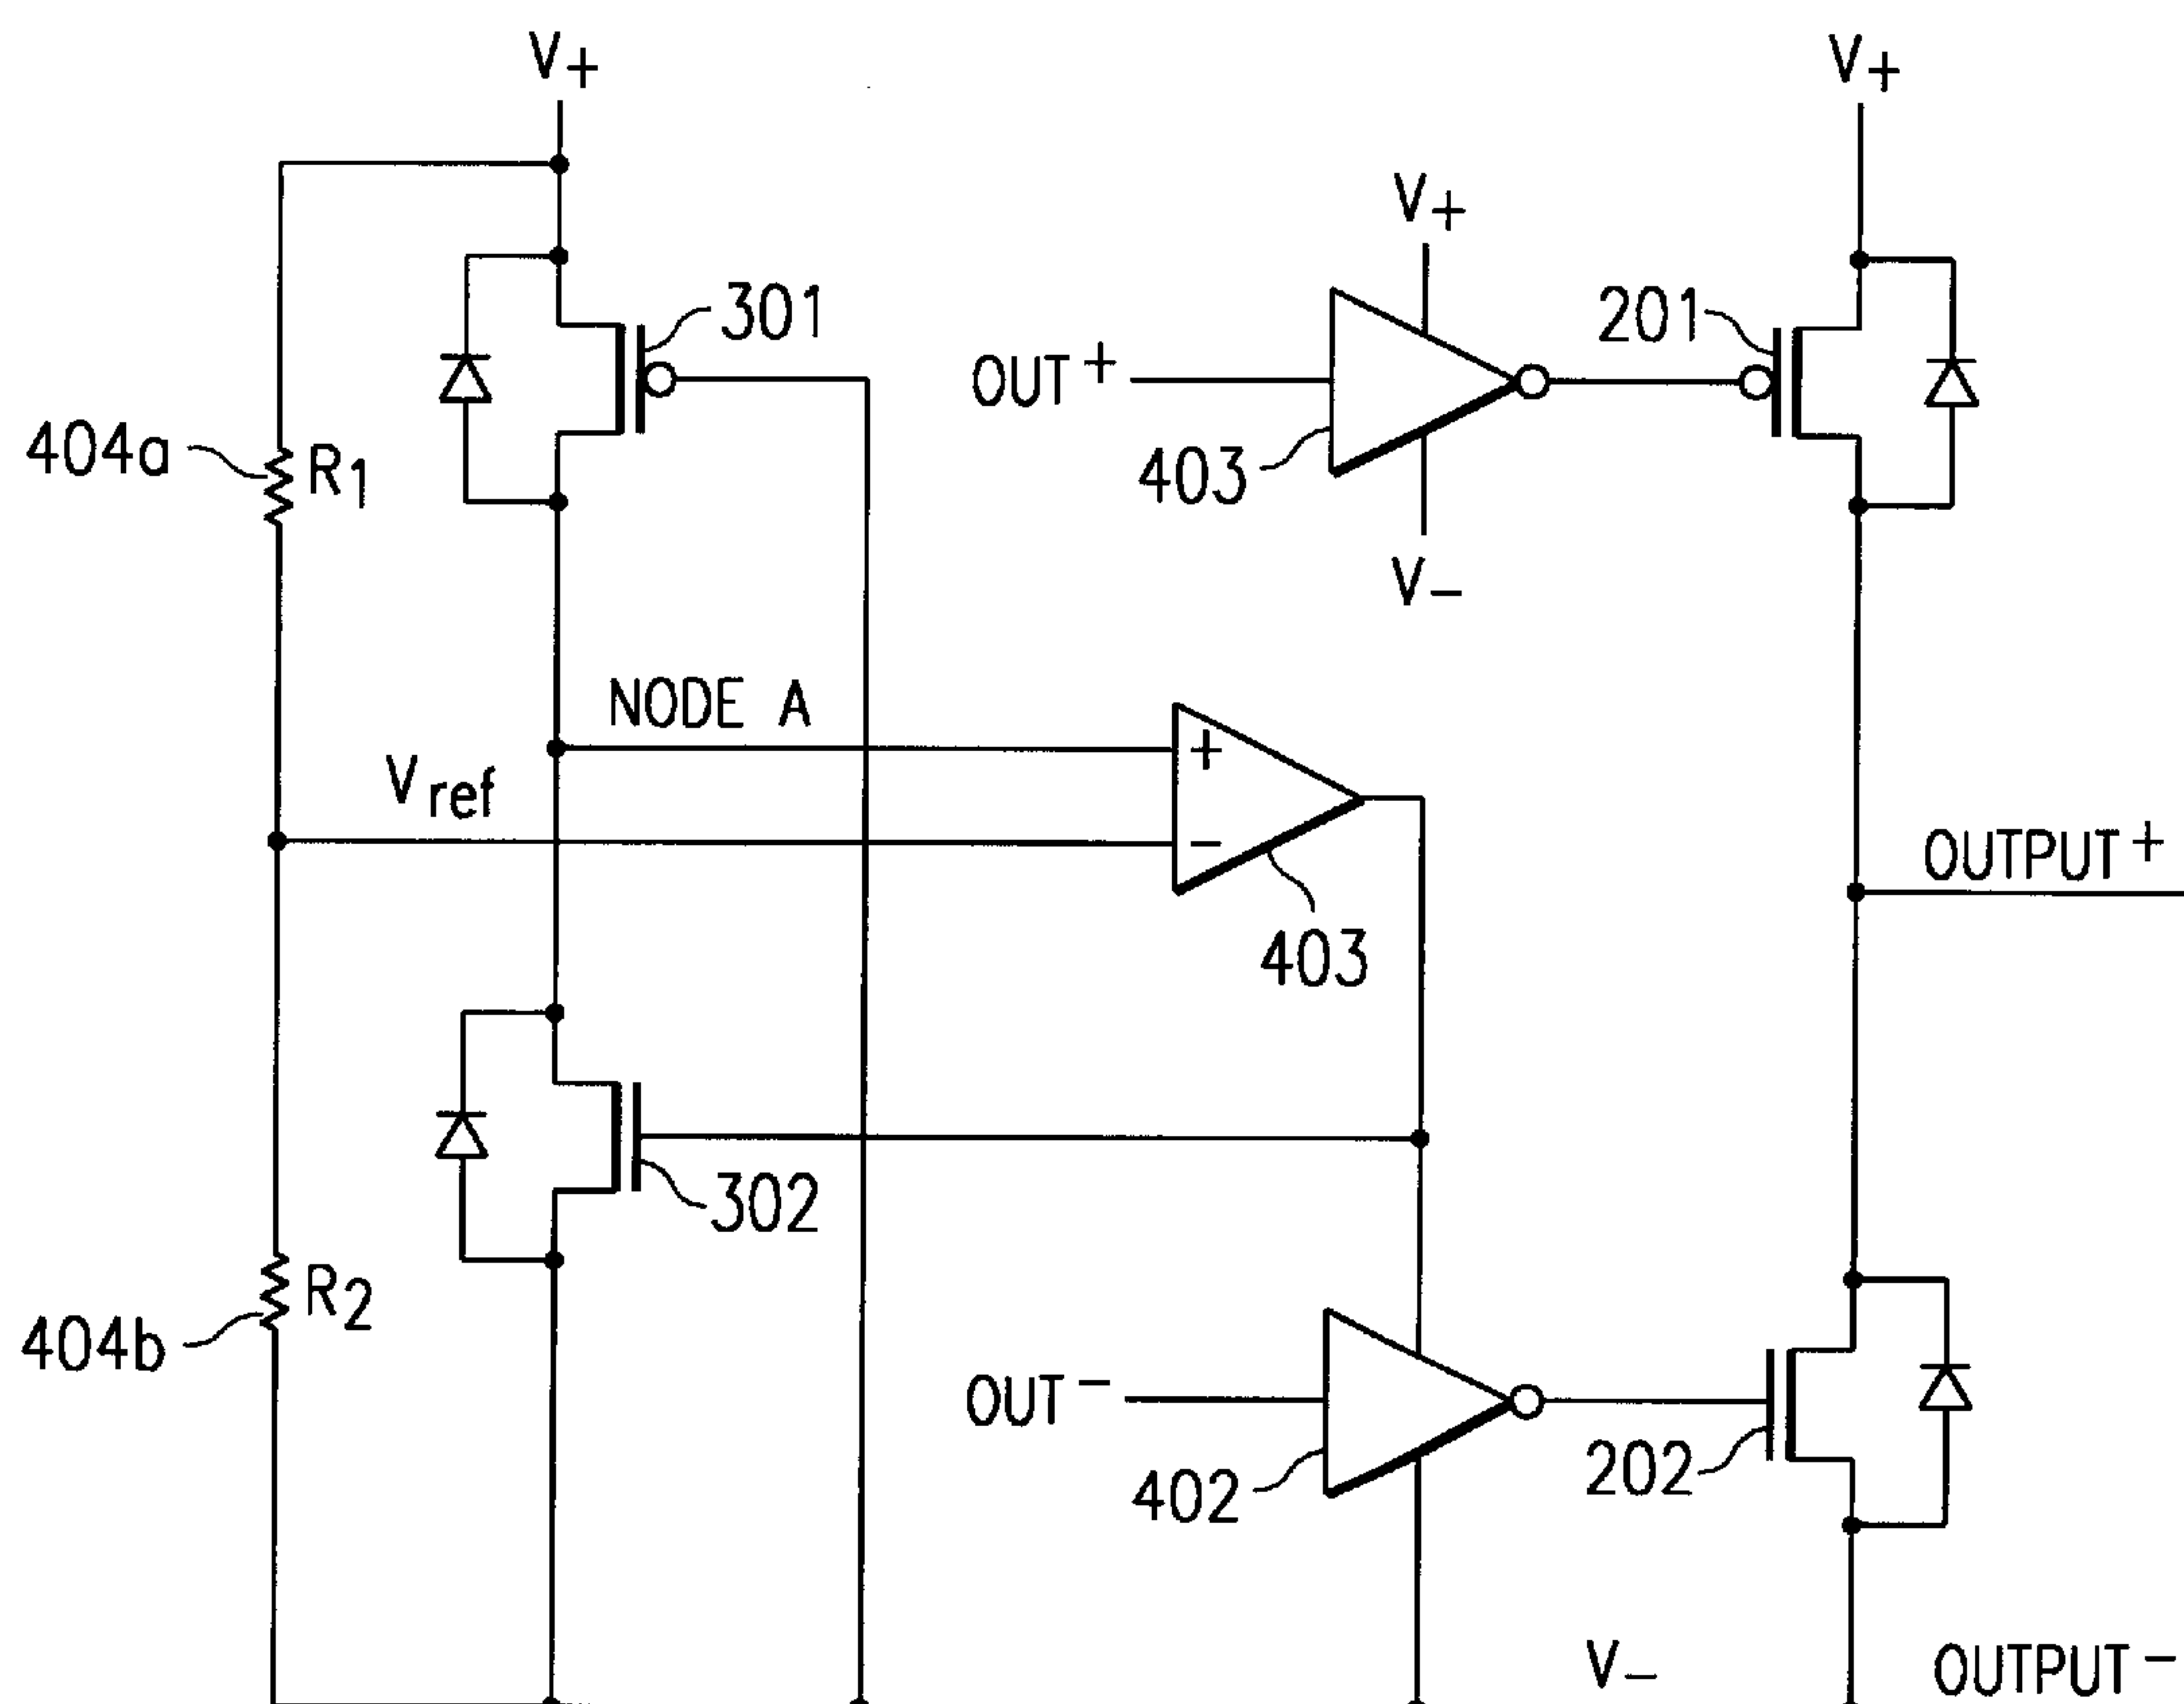 V+
V+
V+
301
201
OUT+
404a
R1
403
V−
NODE A
Vref
OUTPUT+
403
302
R2
404b
OUT−
202
402
V−
OUTPUT−